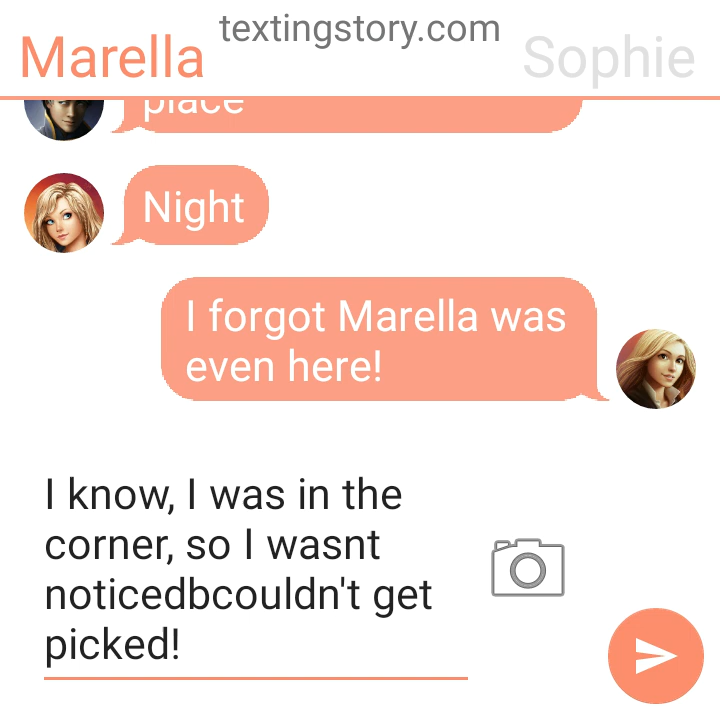 textingstory.com
Marella
Sophie
place
Night
I forgot Marella was
even here!
I know, I was in the
corner, so I wasnt
noticedbcouldn't get
picked!